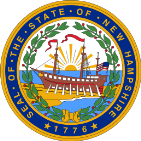 SEAL • OF • THE • STATE • OF • NEW HAMPSHIRE
1776